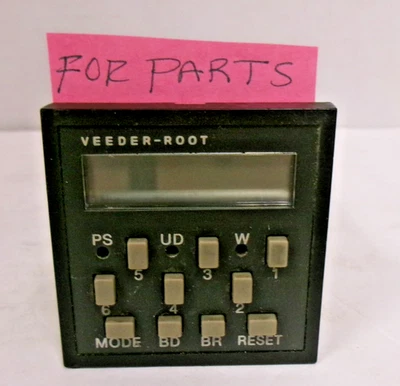 FOR PARTS
VEEDER-ROOT
PS UD W
5 3 1
6 4 2
MODE BD BR RESET